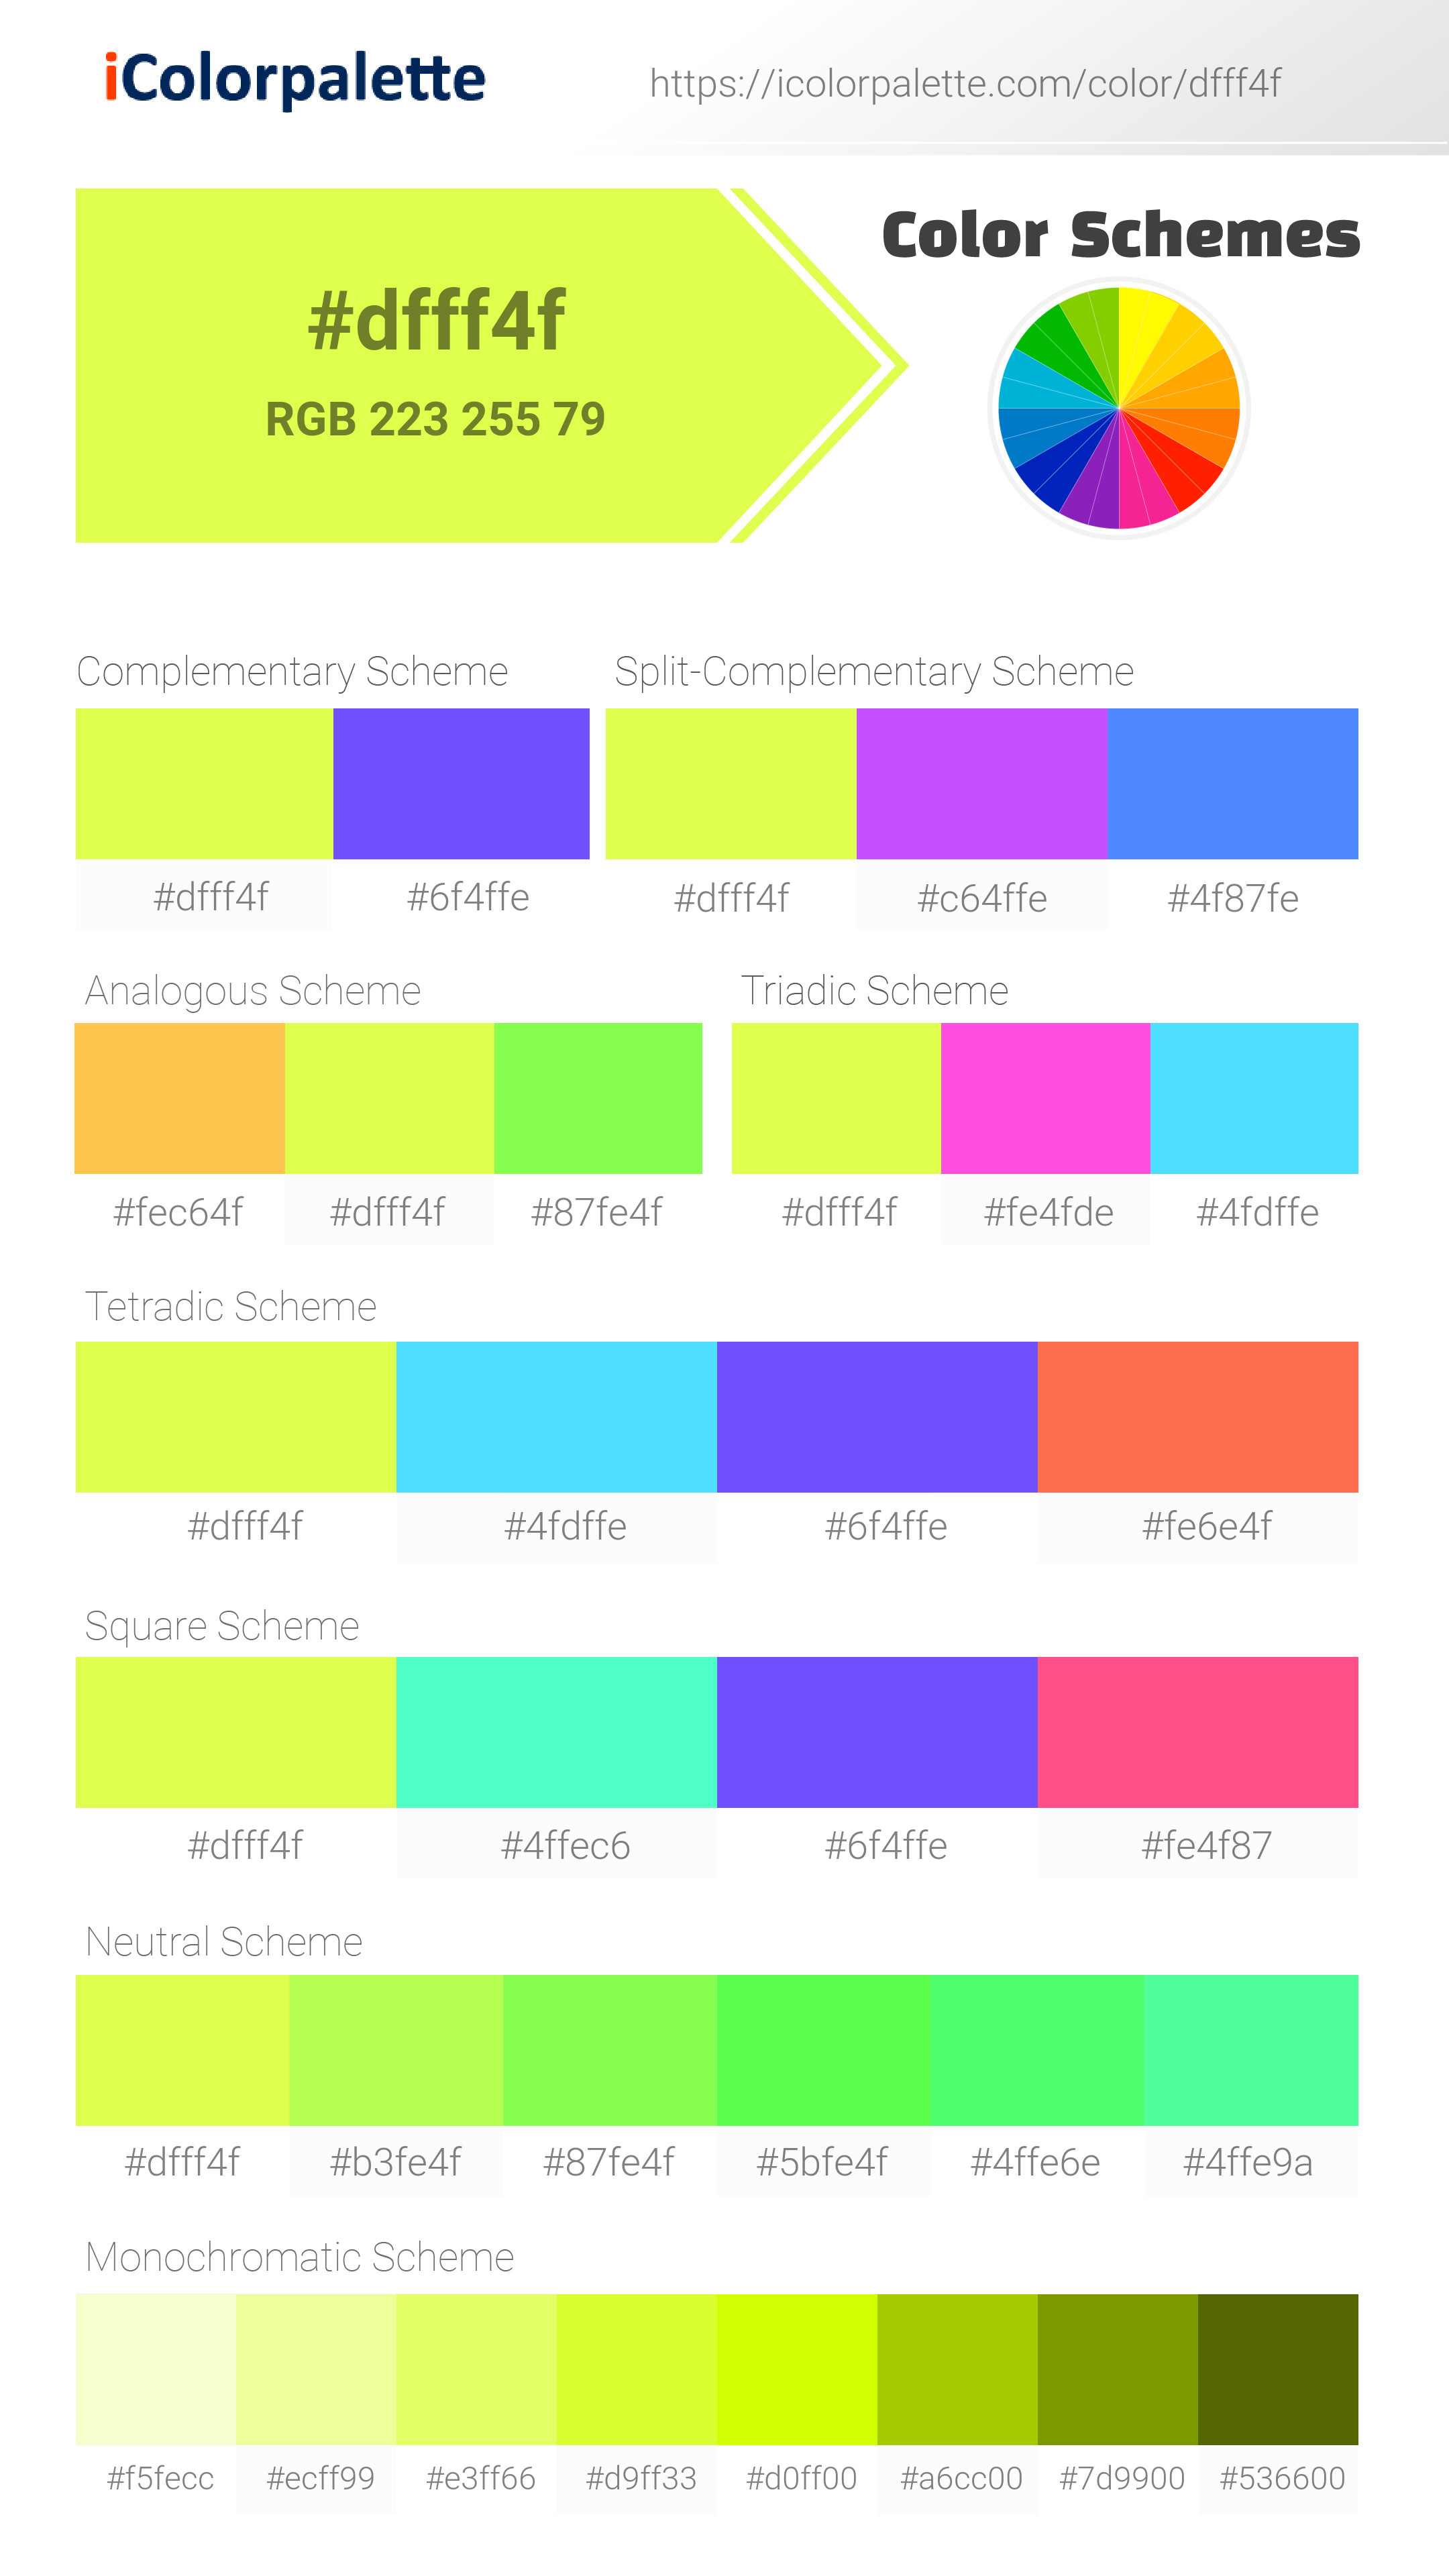 iColorpalette
https://icolorpalette.com/color/dfff4f
Color Schemes
#dfff4f
RGB 223 255 79
Complementary Scheme
#dfff4f #6f4ffe
Split-Complementary Scheme
#dfff4f #c64ffe #4f87fe
Analogous Scheme
#fec64f #dfff4f #87fe4f
Triadic Scheme
#dfff4f #fe4fde #4fdffe
Tetradic Scheme
#dfff4f #4fdffe #6f4ffe #fe6e4f
Square Scheme
#dfff4f #4ffec6 #6f4ffe #fe4f87
Neutral Scheme
#dfff4f #b3fe4f #87fe4f #5bfe4f #4ffe6e #4ffe9a
Monochromatic Scheme
#f5fecc #ecff99 #e3ff66 #d9ff33 #d0ff00 #a6cc00 #7d9900 #536600